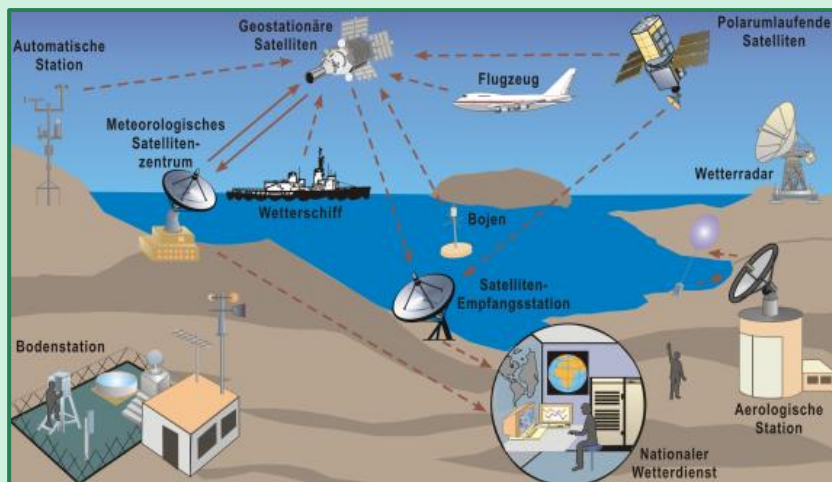 Geostationäre
Satelliten
Polarumlaufende
Satelliten
Automatische
Station
Flugzeug
Meteorologisches
Satelliten-
zentrum
Wetterradar
Wetterschiff
Bojen
Satelliten-
Empfangsstation
Bodenstation
Aerologische
Station
Nationaler
Wetterdienst